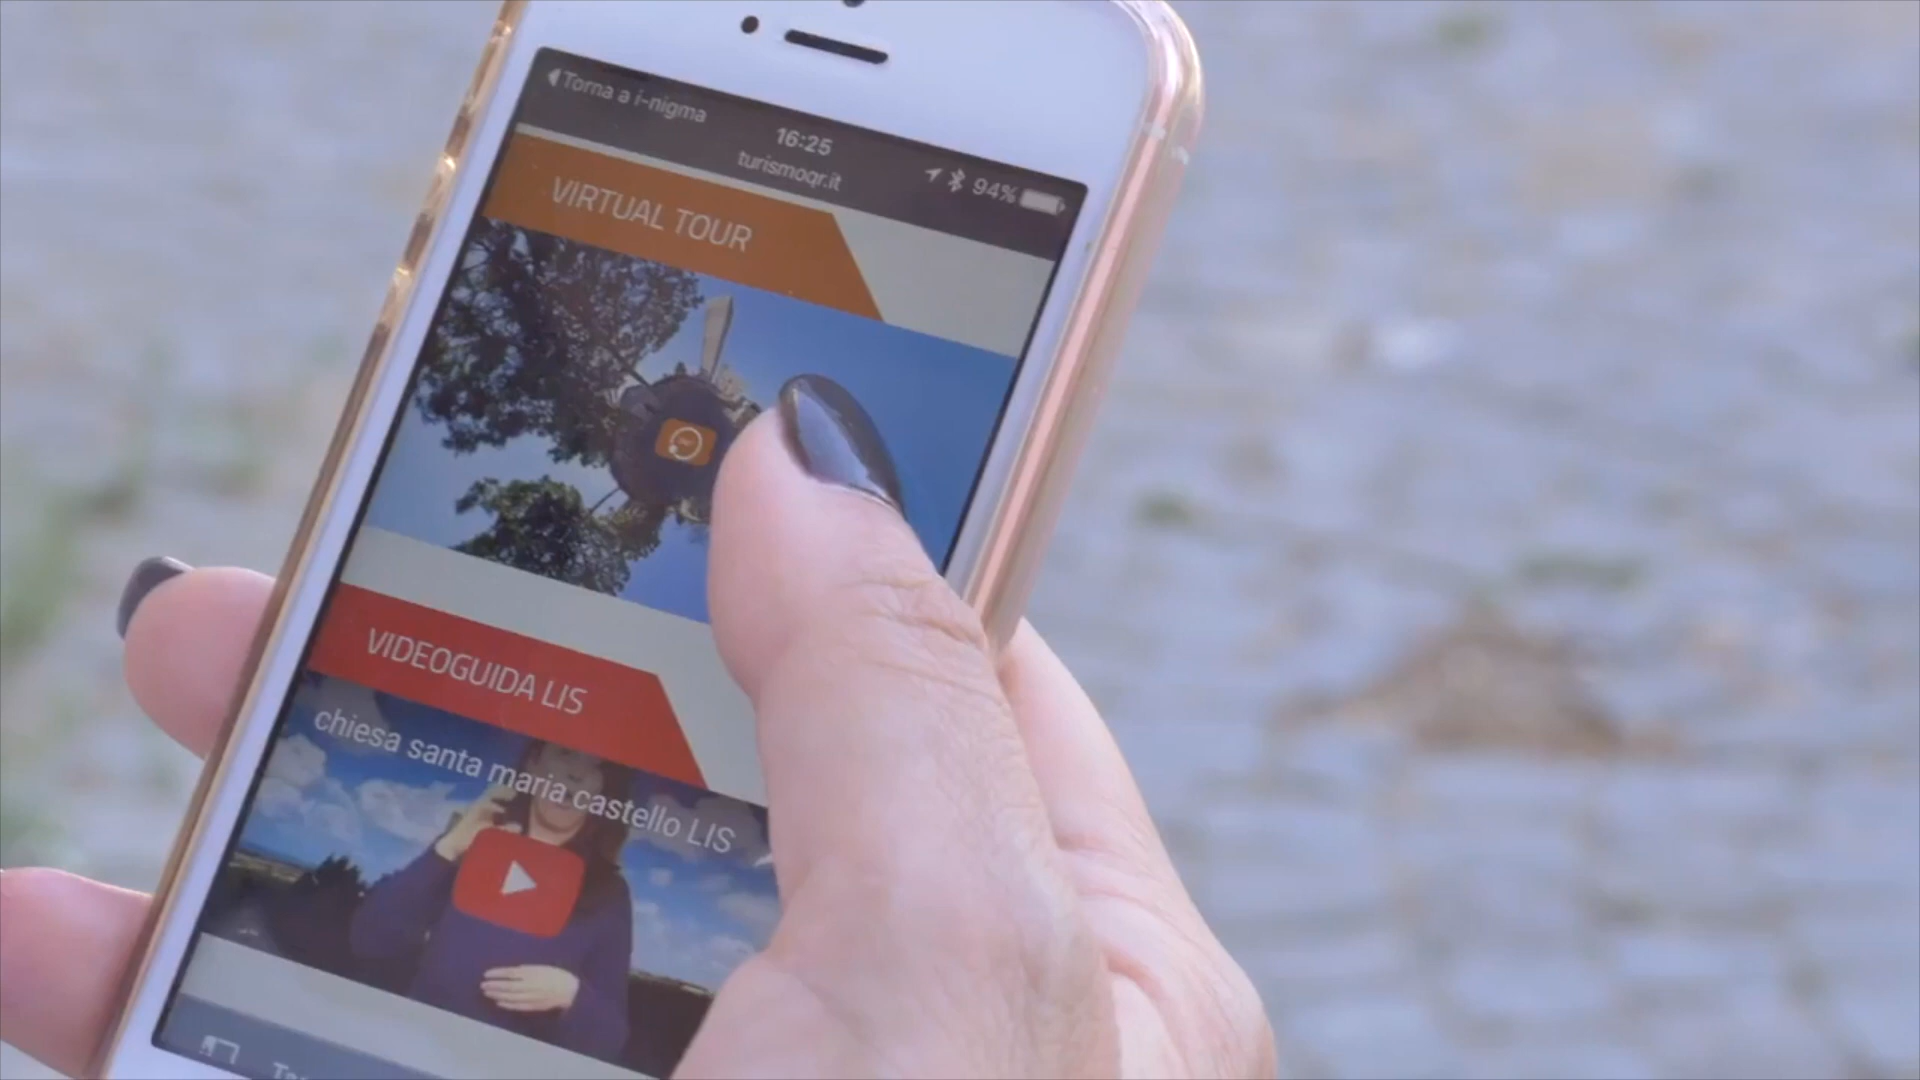 Torna a i-nigma
16:25
turismoqr.it
94%
VIRTUAL TOUR
VIDEOGUIDA LIS
chiesa santa maria castello LIS